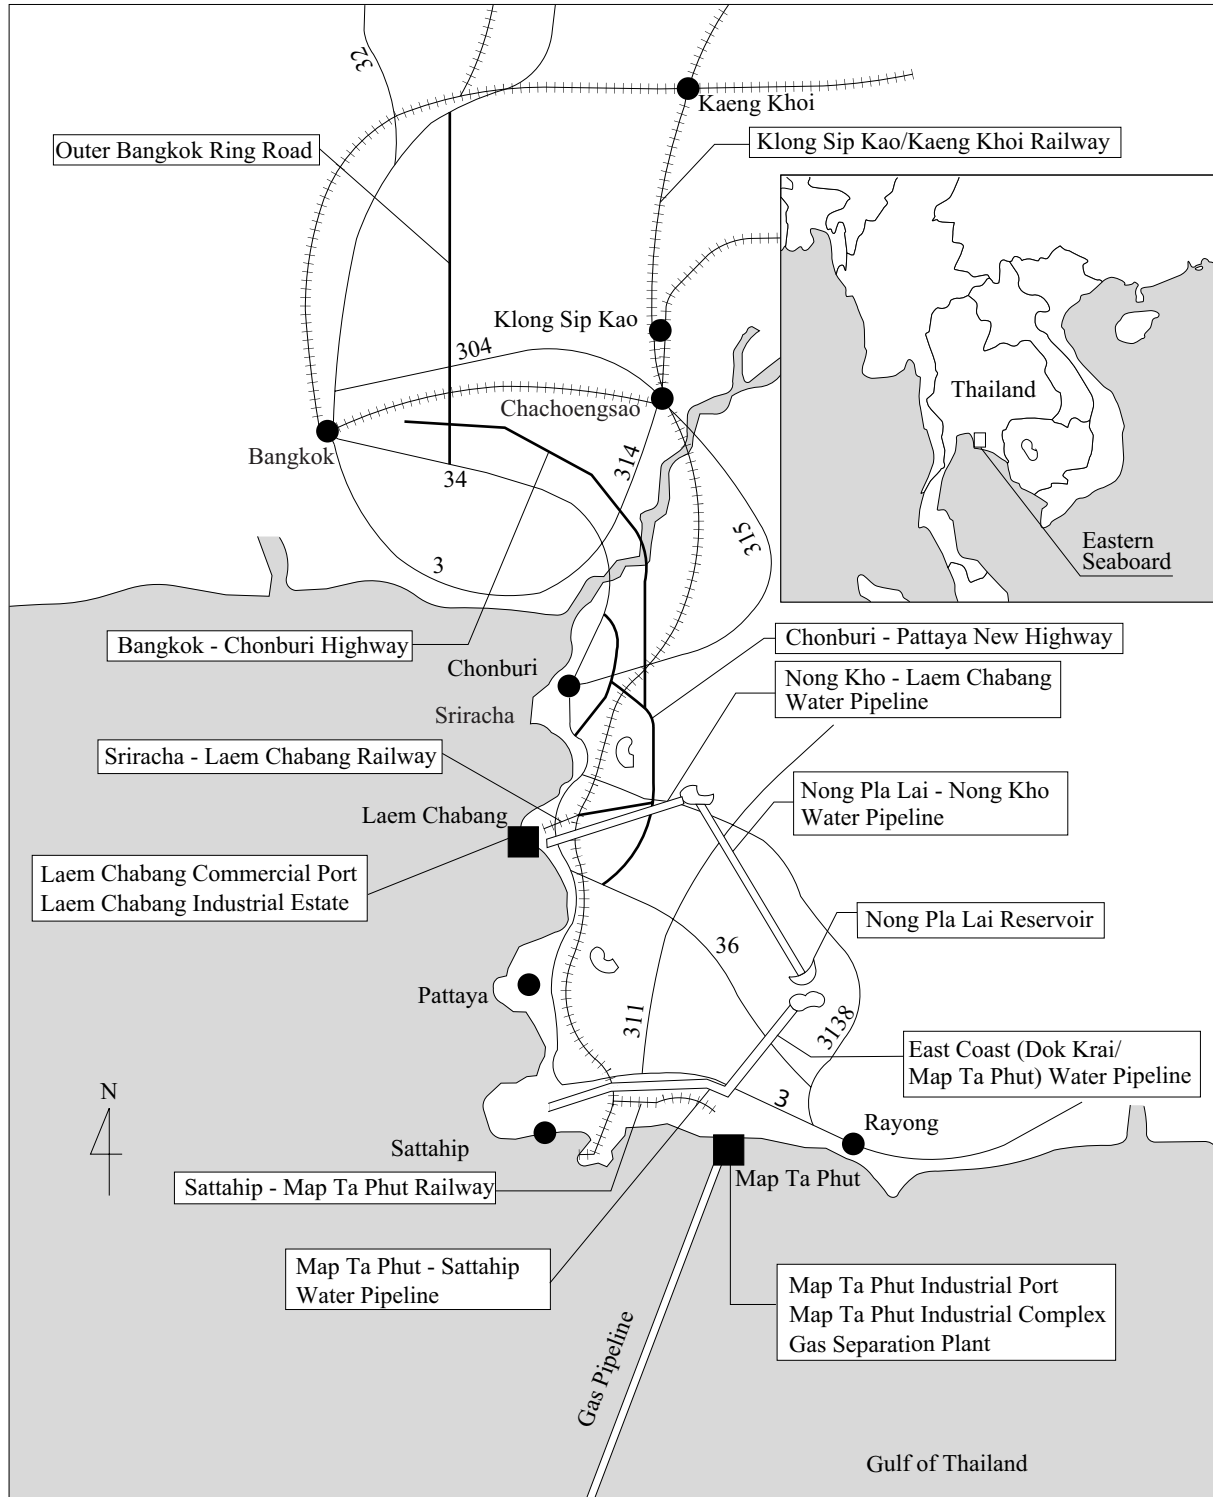 32
Kaeng Khoi
Outer Bangkok Ring Road
Klong Sip Kao/Kaeng Khoi Railway
Klong Sip Kao
304
Thailand
Chachoengsao
Bangkok
34
314
315
3
Eastern
Seaboard
Bangkok - Chonburi Highway
Chonburi - Pattaya New Highway
Chonburi
Nong Kho - Laem Chabang
Water Pipeline
Sriracha
Sriracha - Laem Chabang Railway
Nong Pla Lai - Nong Kho
Water Pipeline
Laem Chabang
Laem Chabang Commercial Port
Laem Chabang Industrial Estate
Nong Pla Lai Reservoir
36
Pattaya
311
3138
East Coast (Dok Krai/
Map Ta Phut) Water Pipeline
N
3
Rayong
Sattahip
Map Ta Phut
Sattahip - Map Ta Phut Railway
Map Ta Phut - Sattahip
Water Pipeline
Map Ta Phut Industrial Port
Map Ta Phut Industrial Complex
Gas Separation Plant
Gas Pipeline
Gulf of Thailand